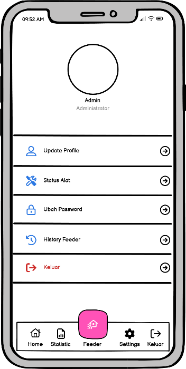 09:52 AM
Admin
Administrator
Update Profile
Status Alat
Ubah Password
History Feeder
Keluar
Home Statistic Feeder Settings Keluar